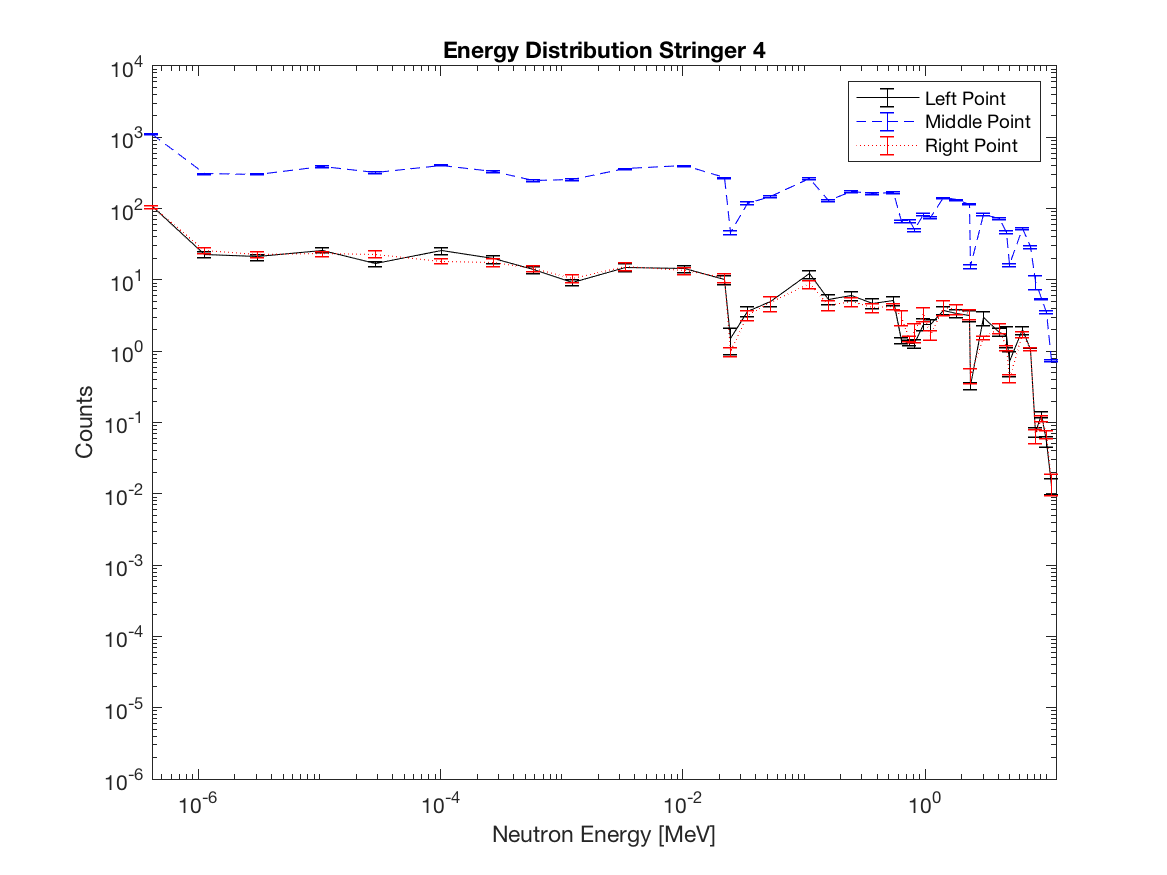 Energy Distribution Stringer 4
Left Point
Middle Point
Right Point
10^4
10^3
10^2
10^1
10^0
10^-1
10^-2
10^-3
10^-4
10^-5
10^-6
Counts
10^-6
10^-4
10^-2
10^0
Neutron Energy [MeV]